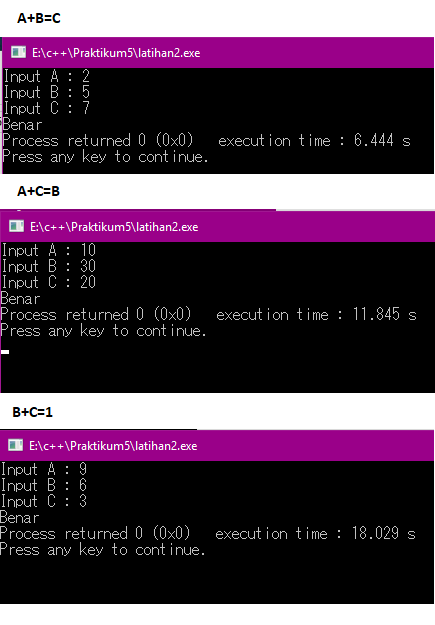 A+B=C
E:\c++\Praktikum5\latihan2.exe
Input A : 2
Input B : 5
Input C : 7
Benar
Process returned 0 (0x0)   execution time : 6.444 s
Press any key to continue.
A+C=B
E:\c++\Praktikum5\latihan2.exe
Input A : 10
Input B : 30
Input C : 20
Benar
Process returned 0 (0x0)   execution time : 11.845 s
Press any key to continue.
B+C=1
E:\c++\Praktikum5\latihan2.exe
Input A : 9
Input B : 6
Input C : 3
Benar
Process returned 0 (0x0)   execution time : 18.029 s
Press any key to continue.